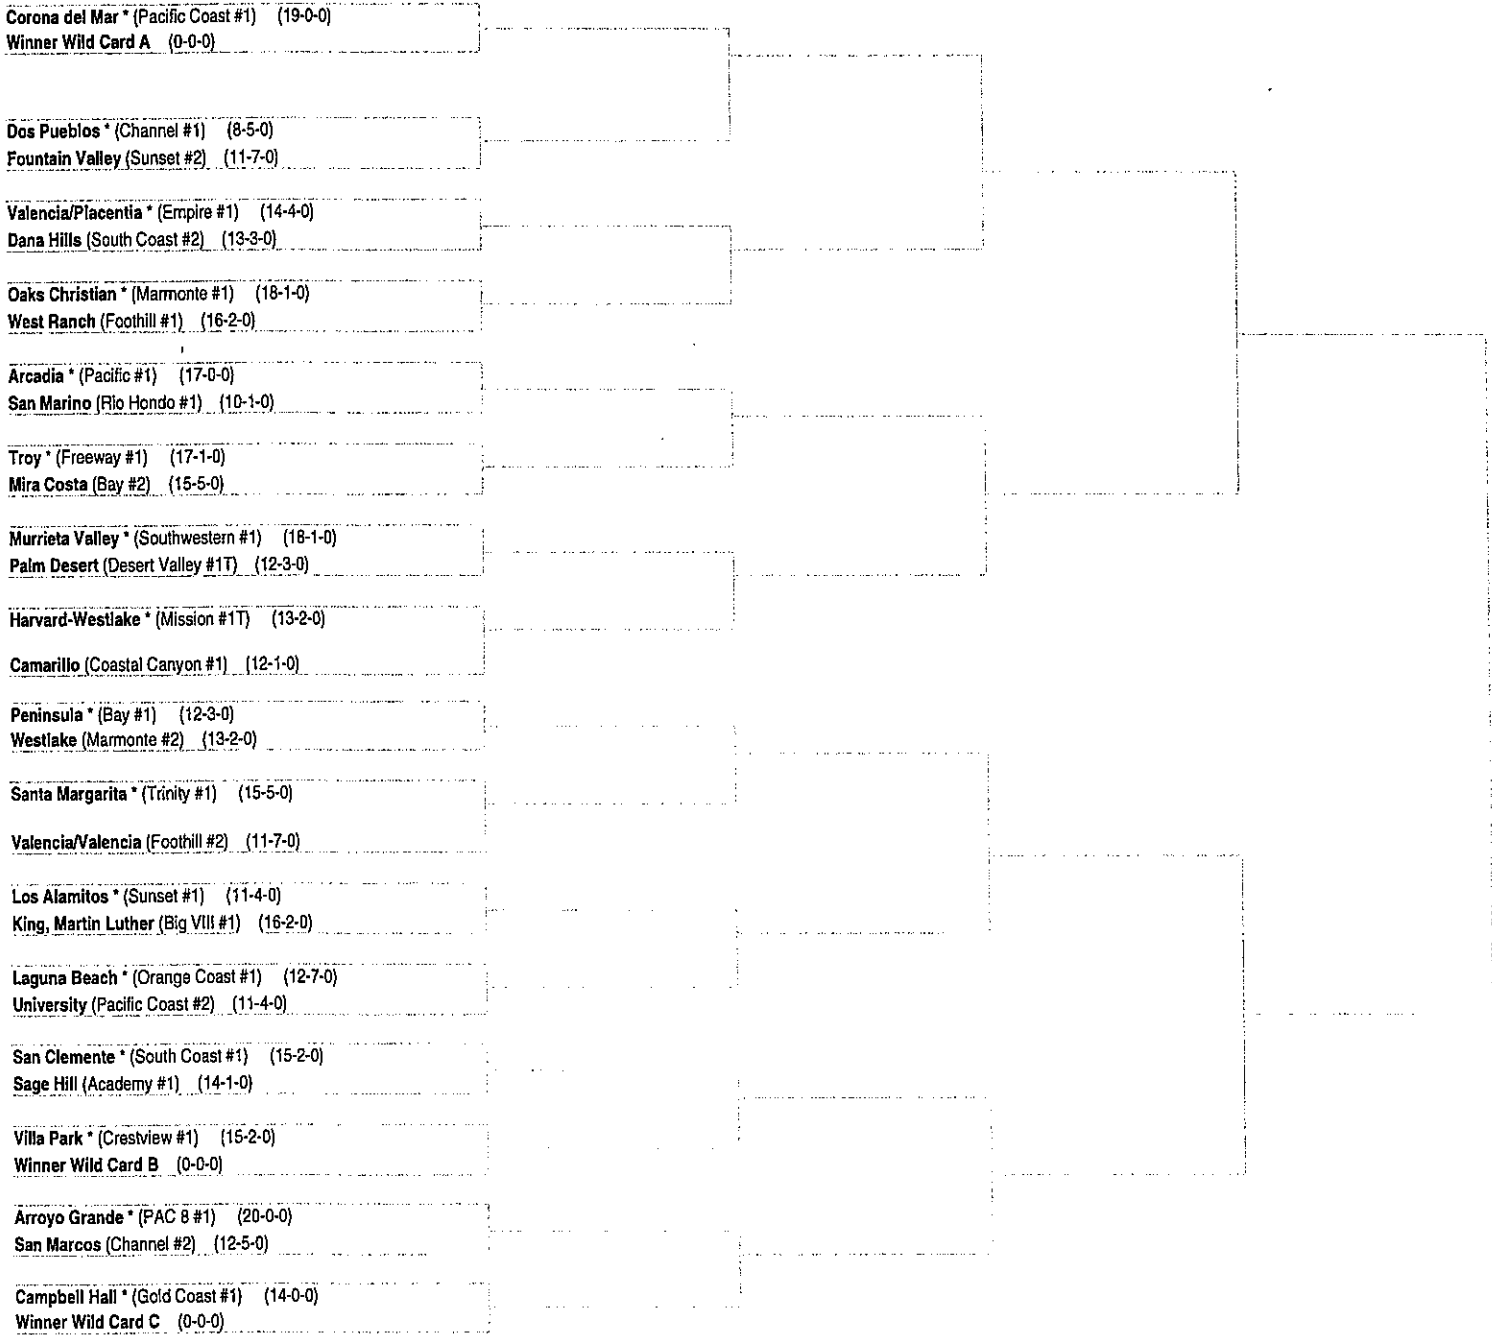 Corona del Mar * (Pacific Coast #1) (19-0-0)
Winner Wild Card A (0-0-0)
Dos Pueblos * (Channel #1) (8-5-0)
Fountain Valley (Sunset #2) (11-7-0)
Valencia/Placentia * (Empire #1) (14-4-0)
Dana Hills (South Coast #2) (13-3-0)
Oaks Christian * (Marmonte #1) (18-1-0)
West Ranch (Foothill #1) (16-2-0)
Arcadia * (Pacific #1) (17-0-0)
San Marino (Rio Hondo #1) (10-1-0)
Troy * (Freeway #1) (17-1-0)
Mira Costa (Bay #2) (15-5-0)
Murrieta Valley * (Southwestern #1) (18-1-0)
Palm Desert (Desert Valley #1T) (12-3-0)
Harvard-Westlake * (Mission #1T) (13-2-0)
Camarillo (Coastal Canyon #1) (12-1-0)
Peninsula * (Bay #1) (12-3-0)
Westlake (Marmonte #2) (13-2-0)
Santa Margarita * (Trinity #1) (15-5-0)
Valencia/Valencia (Foothill #2) (11-7-0)
Los Alamitos * (Sunset #1) (11-4-0)
King, Martin Luther (Big VIII #1) (16-2-0)
Laguna Beach * (Orange Coast #1) (12-7-0)
University (Pacific Coast #2) (11-4-0)
San Clemente * (South Coast #1) (15-2-0)
Sage Hill (Academy #1) (14-1-0)
Villa Park * (Crestview #1) (15-2-0)
Winner Wild Card B (0-0-0)
Arroyo Grande * (PAC 8 #1) (20-0-0)
San Marcos (Channel #2) (12-5-0)
Campbell Hall * (Gold Coast #1) (14-0-0)
Winner Wild Card C (0-0-0)